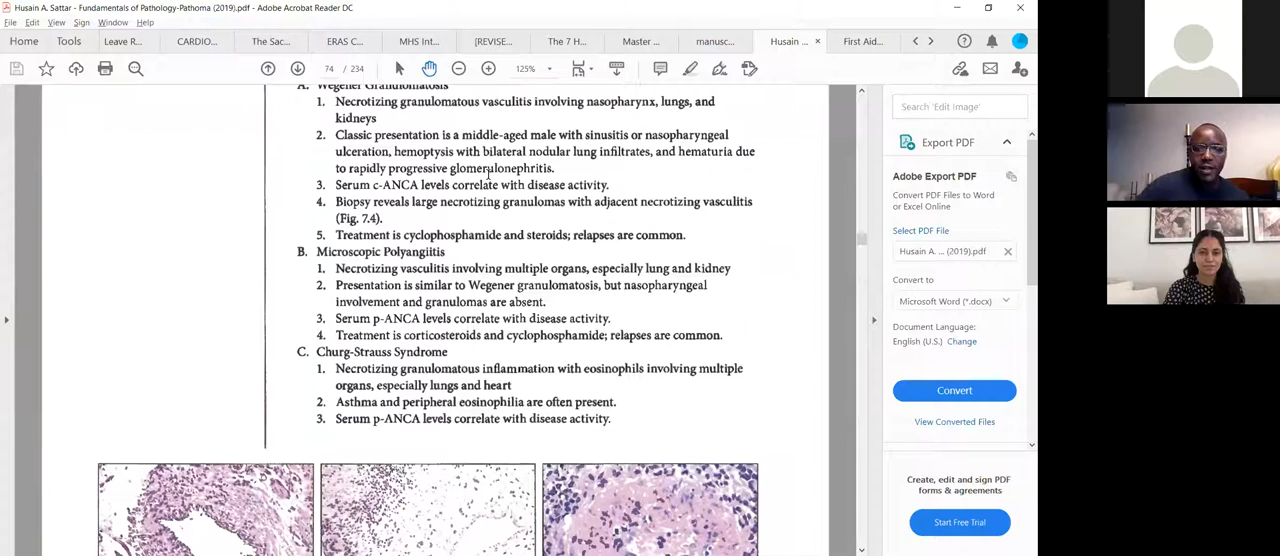 Husain A. Sattar - Fundamentals of Pathology-Pathoma (2019).pdf - Adobe Acrobat Reader DC
File Edit View Sign Window Help
Home Tools Leave R... CARDIO... The Sac... ERAS C... MHS Int... [REVISE... The 7 H... Master ... manusc... Husain ... × First Aid...
74 / 234 125%
A. Wegener Granulomatosis
1. Necrotizing granulomatous vasculitis involving nasopharynx, lungs, and
kidneys
2. Classic presentation is a middle-aged male with sinusitis or nasopharyngeal
ulceration, hemoptysis with bilateral nodular lung infiltrates, and hematuria due
to rapidly progressive glomerulonephritis.
3. Serum c-ANCA levels correlate with disease activity.
4. Biopsy reveals large necrotizing granulomas with adjacent necrotizing vasculitis
(Fig. 7.4).
5. Treatment is cyclophosphamide and steroids; relapses are common.
B. Microscopic Polyangiitis
1. Necrotizing vasculitis involving multiple organs, especially lung and kidney
2. Presentation is similar to Wegener granulomatosis, but nasopharyngeal
involvement and granulomas are absent.
3. Serum p-ANCA levels correlate with disease activity.
4. Treatment is corticosteroids and cyclophosphamide; relapses are common.
C. Churg-Strauss Syndrome
1. Necrotizing granulomatous inflammation with eosinophils involving multiple
organs, especially lungs and heart
2. Asthma and peripheral eosinophilia are often present.
3. Serum p-ANCA levels correlate with disease activity.
Search 'Edit Image'
Export PDF
Adobe Export PDF
Convert PDF Files to Word
or Excel Online
Select PDF File
Husain A. ... (2019).pdf
Convert to
Microsoft Word (*.docx)
Document Language:
English (U.S.) Change
Convert
View Converted Files
Create, edit and sign PDF
forms & agreements
Start Free Trial